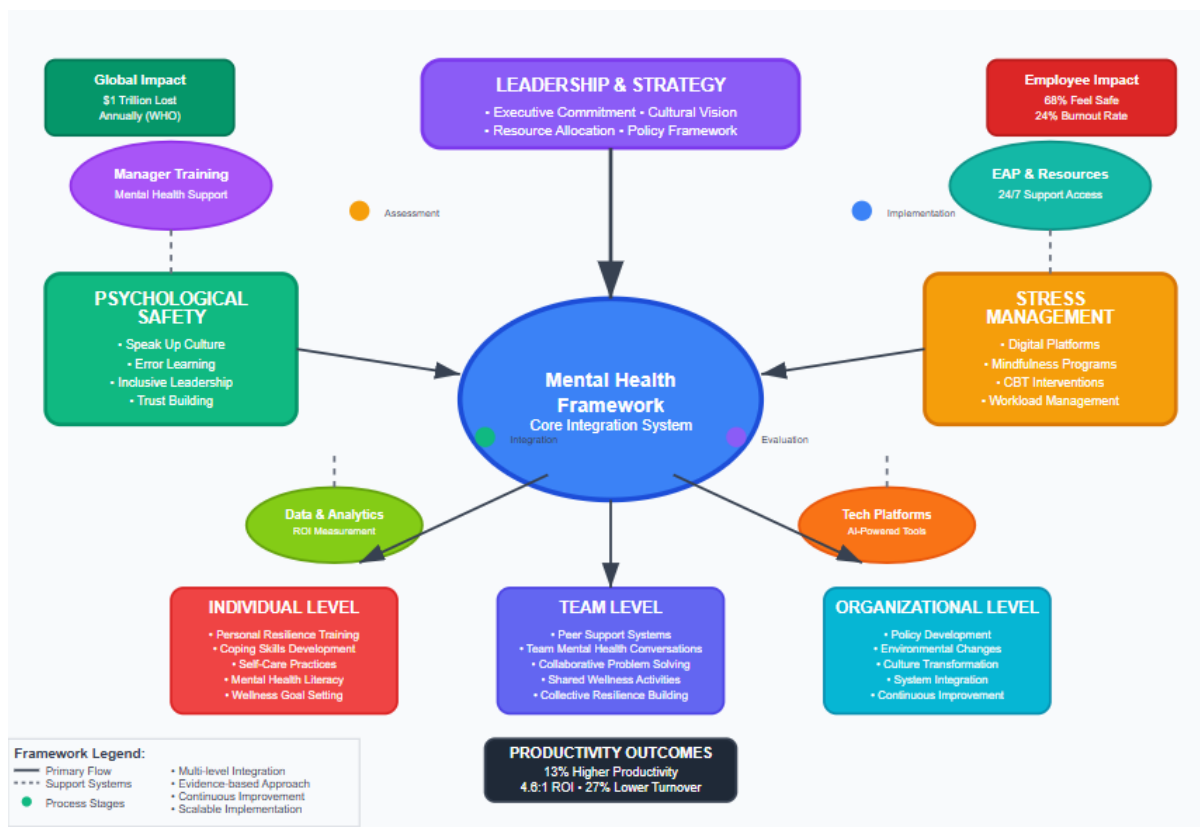 Global Impact
$1 Trillion Lost
Annually (WHO)
LEADERSHIP & STRATEGY
• Executive Commitment • Cultural Vision
• Resource Allocation • Policy Framework
Employee Impact
68% Feel Safe
24% Burnout Rate
Manager Training
Mental Health Support
EAP & Resources
24/7 Support Access
Assessment
Implementation
PSYCHOLOGICAL
SAFETY
• Speak Up Culture
• Error Learning
• Inclusive Leadership
• Trust Building
STRESS
MANAGEMENT
• Digital Platforms
• Mindfulness Programs
• CBT Interventions
• Workload Management
Mental Health
Framework
Core Integration System
Integration
Evaluation
Data & Analytics
ROI Measurement
Tech Platforms
AI-Powered Tools
INDIVIDUAL LEVEL
• Personal Resilience Training
• Coping Skills Development
• Self-Care Practices
• Mental Health Literacy
• Wellness Goal Setting
TEAM LEVEL
• Peer Support Systems
• Team Mental Health Conversations
• Collaborative Problem Solving
• Shared Wellness Activities
• Collective Resilience Building
ORGANIZATIONAL LEVEL
• Policy Development
• Environmental Changes
• Culture Transformation
• System Integration
• Continuous Improvement
PRODUCTIVITY OUTCOMES
13% Higher Productivity
4.6:1 ROI • 27% Lower Turnover
Framework Legend:
Primary Flow
Support Systems
Process Stages
• Multi-level Integration
• Evidence-based Approach
• Continuous Improvement
• Scalable Implementation